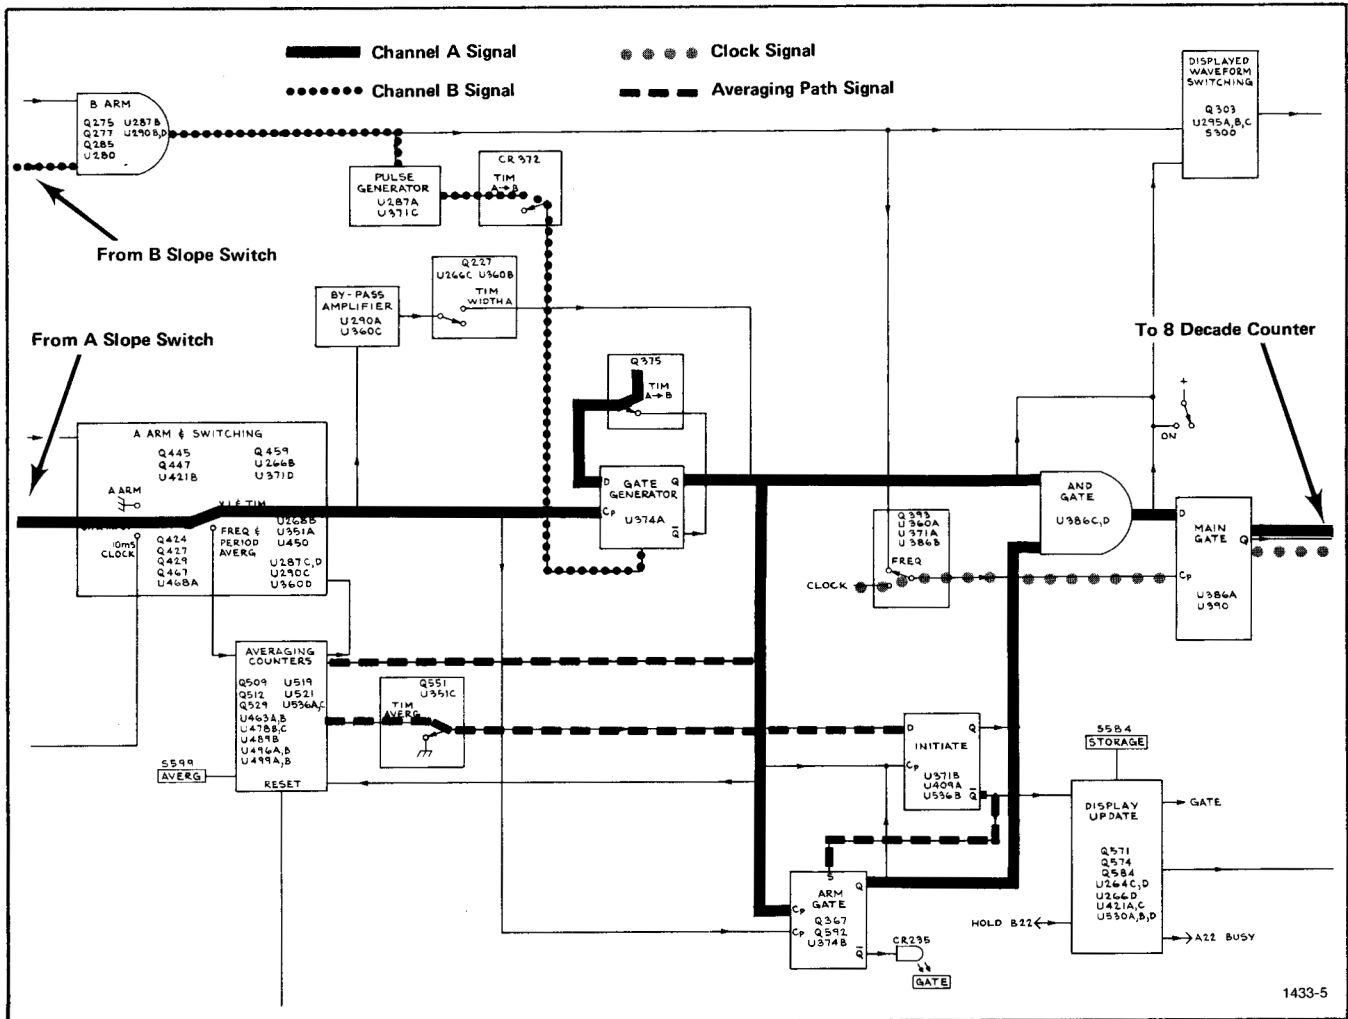 Channel A Signal
Clock Signal
Channel B Signal
Averaging Path Signal
DISPLAYED
WAVEFORM
SWITCHING
Q303
U295A,B,C
S300
B ARM
Q275 U287B
Q277 U290B,D
Q285
U280
PULSE
GENERATOR
U287A
U371C
CR372
TIM
A→B
From B Slope Switch
Q227
U266C U360B
TIM
WIDTH A
BY-PASS
AMPLIFIER
U290A
U360C
From A Slope Switch
To 8 Decade Counter
Q375
TIM
A→B
+
ON
A ARM & SWITCHING
Q445 Q459
Q447 U266B
U421B U371D
A ARM
U268B
FREQ & U351A
PERIOD U450
AVERG
10mS
CLOCK
Q424
Q427
Q429
Q467
U468A
U287C,D
U290C
U360D
D Q
GATE
GENERATOR
Cp
U374A
Q̅
AND
GATE
U386C,D
D
MAIN
GATE
Q
Cp
U386A
U390
Q393
U360A
U371A
U386B
FREQ
CLOCK
AVERAGING
COUNTERS
Q509 U519
Q512 U521
Q529 U536A,C
U463A,B
U478B,C
U489B
U496A,B
U499A,B
RESET
S599
AVERG
Q551
U351C
TIM
AVERG
D Q
INITIATE
Cp
U371B
U409A
U536B
Q̅
S584
STORAGE
DISPLAY
UPDATE
Q571
Q574
Q584
U264C,D
U266D
U421A,C
U530A,B,D
GATE
HOLD B22
A22 BUSY
S
ARM
GATE
Q
Cp
Q367
Cp
Q592
U374B
Q̅
CR235
GATE
1433-5